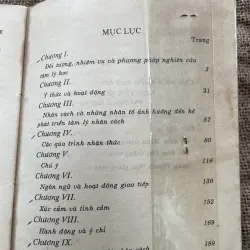 MỤC LỤC
Trang
Chương I.
Đối tượng, nhiệm vụ và phương pháp nghiên cứu
tâm lý học 3
Chương II.
Ý thức và hoạt động 31
Chương III.
Nhân cách và những nhân tố ảnh hưởng đến hệ
phát triển tâm lý nhân cách 57
Chương IV.
Các qúa trình nhận thức 80
Chương V.
Chú ý 116
Chương VI.
Ngôn ngữ và hoạt động giao tiếp 130
Chương VII.
Xúc cảm và tình cảm 152
Chương VIII.
Hành động và ý chí 169
Chương IX.
189